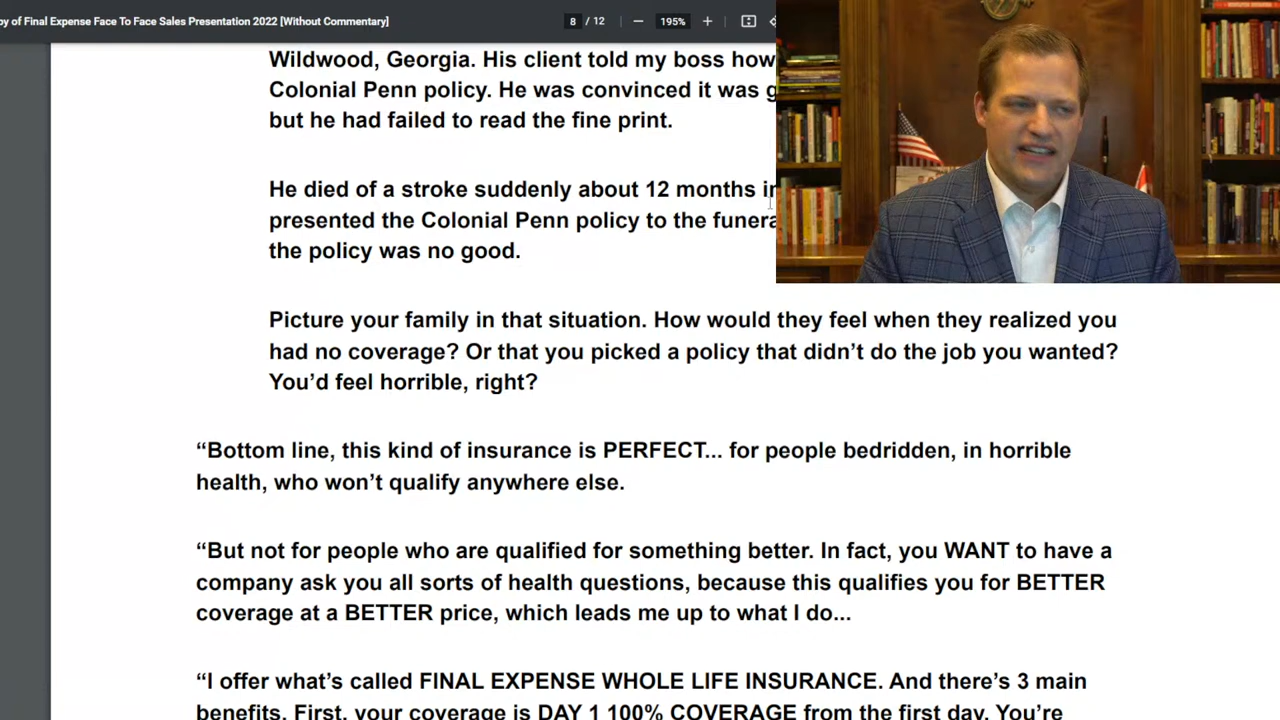 py of Final Expense Face To Face Sales Presentation 2022 [Without Commentary]
8 / 12
195%
Wildwood, Georgia. His client told my boss how
Colonial Penn policy. He was convinced it was g
but he had failed to read the fine print.
He died of a stroke suddenly about 12 months in
presented the Colonial Penn policy to the funera
the policy was no good.
Picture your family in that situation. How would they feel when they realized you
had no coverage? Or that you picked a policy that didn’t do the job you wanted?
You’d feel horrible, right?
“Bottom line, this kind of insurance is PERFECT... for people bedridden, in horrible
health, who won’t qualify anywhere else.
“But not for people who are qualified for something better. In fact, you WANT to have a
company ask you all sorts of health questions, because this qualifies you for BETTER
coverage at a BETTER price, which leads me up to what I do...
“I offer what’s called FINAL EXPENSE WHOLE LIFE INSURANCE. And there’s 3 main
benefits. First, your coverage is DAY 1 100% COVERAGE from the first day. You’re